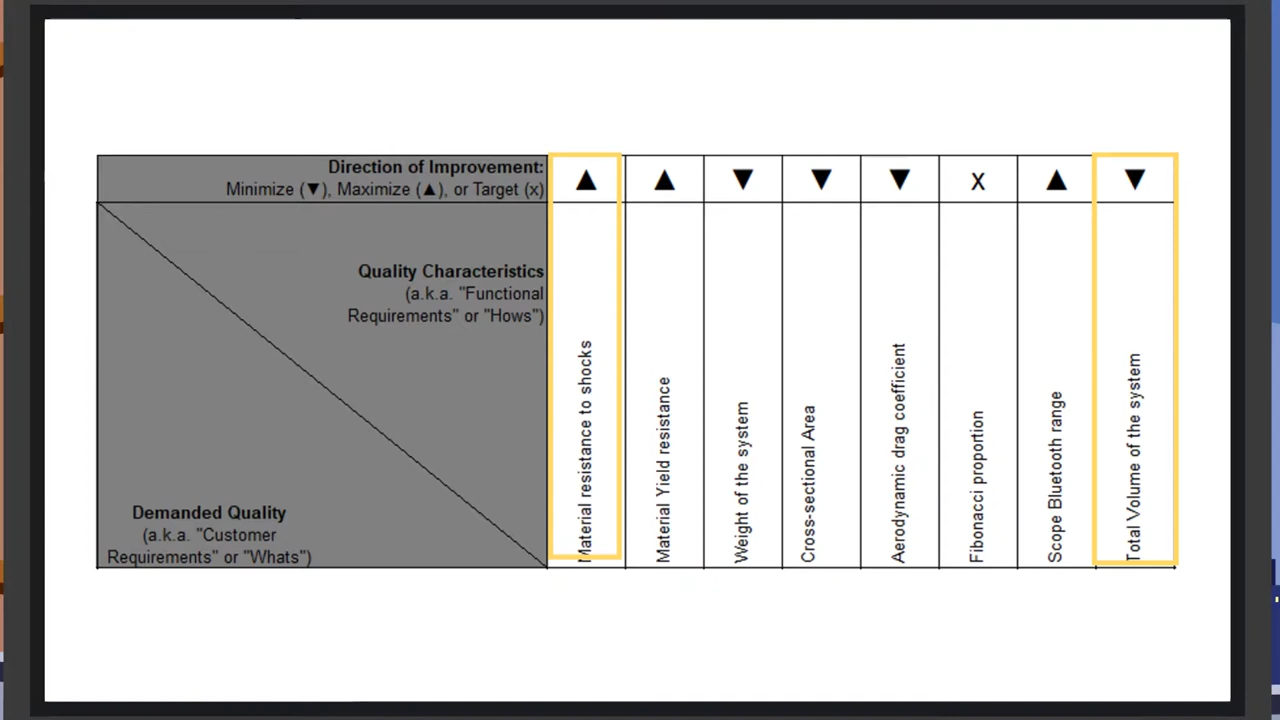 Direction of Improvement:
Minimize (▼), Maximize (▲), or Target (x)
▲ ▲ ▼ ▼ ▼ x ▲ ▼
Quality Characteristics
(a.k.a. "Functional
Requirements" or "Hows")
Demanded Quality
(a.k.a. "Customer
Requirements" or "Whats")
Material resistance to shocks
Material Yield resistance
Weight of the system
Cross-sectional Area
Aerodynamic drag coefficient
Fibonacci proportion
Scope Bluetooth range
Total Volume of the system